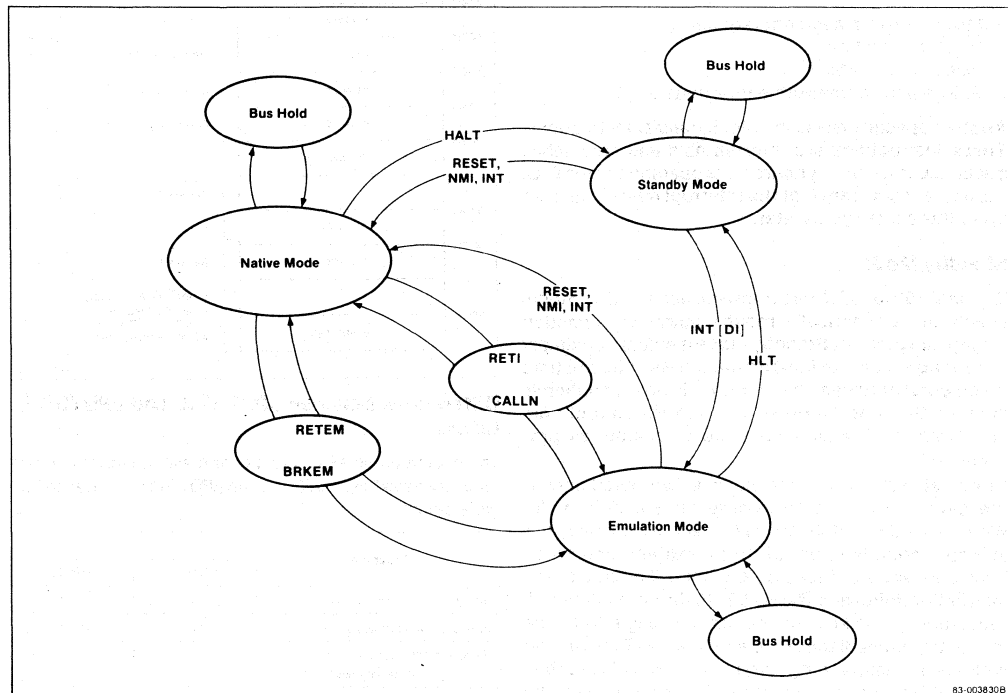 Bus Hold
Bus Hold
HALT
RESET,
NMI, INT
Standby Mode
Native Mode
RESET,
NMI, INT
INT [DI]
HLT
RETI
CALLN
RETEM
BRKEM
Emulation Mode
Bus Hold
83-003830B